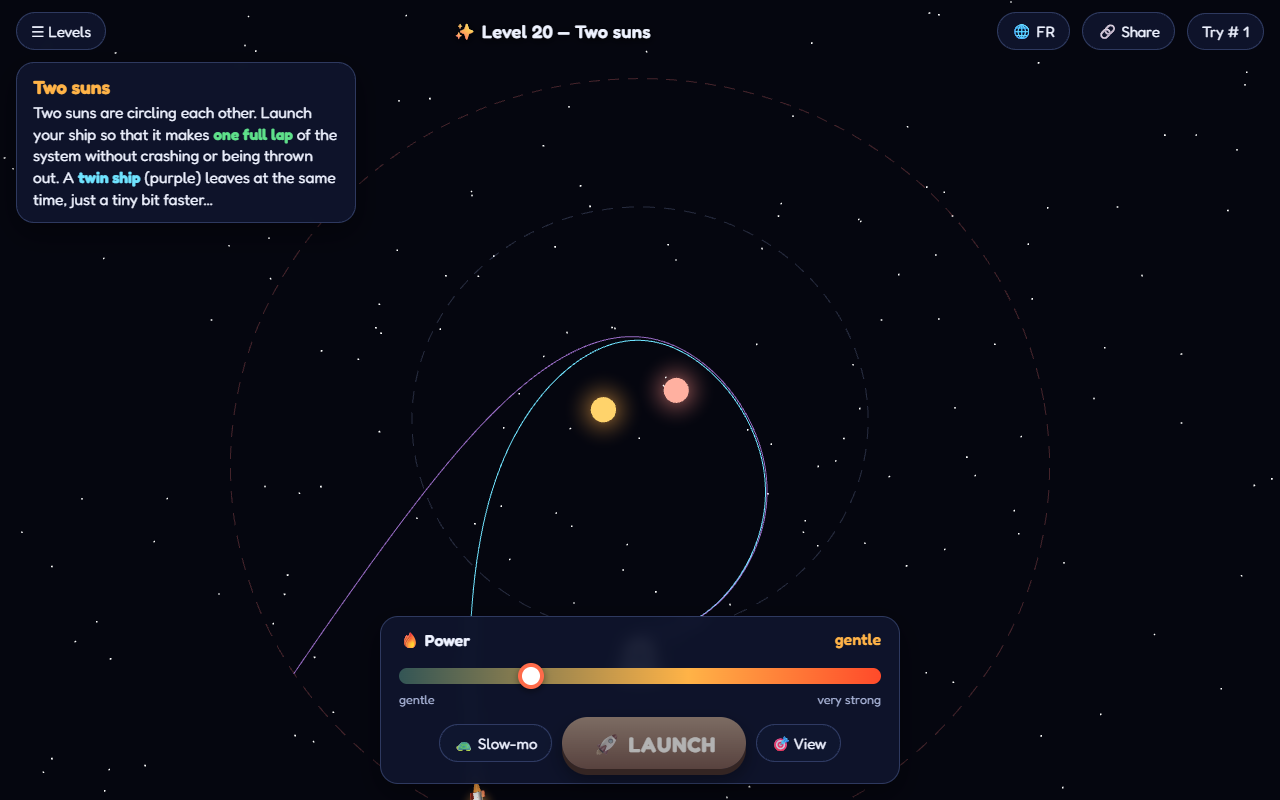 ☰ Levels
✨ Level 20 — Two suns
🌐 FR
🔗 Share
Try # 1
Two suns
Two suns are circling each other. Launch
your ship so that it makes one full lap of the
system without crashing or being thrown
out. A twin ship (purple) leaves at the same
time, just a tiny bit faster...
🔥 Power
gentle
gentle
very strong
🐢 Slow-mo
🚀 LAUNCH
🎯 View